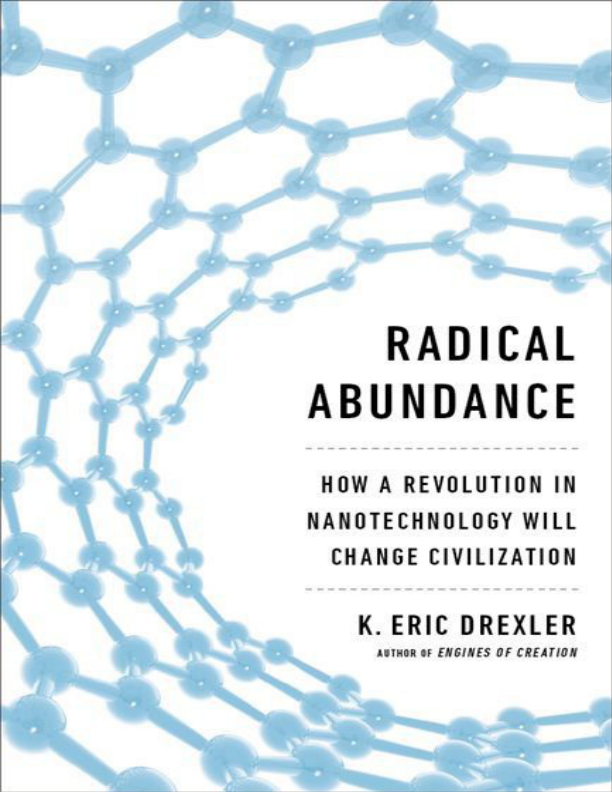 RADICAL
ABUNDANCE
HOW A REVOLUTION IN
NANOTECHNOLOGY WILL
CHANGE CIVILIZATION
K. ERIC DREXLER
AUTHOR OF ENGINES OF CREATION